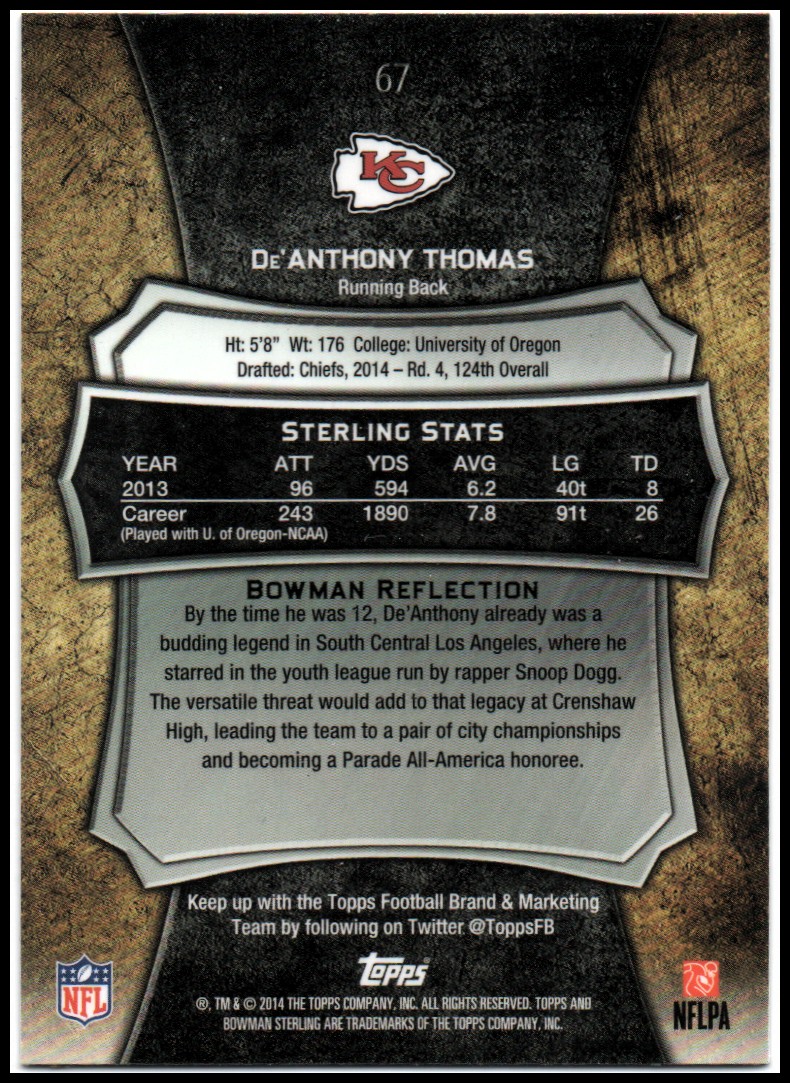 67
KC
De'Anthony Thomas
Running Back
Ht: 5'8" Wt: 176 College: University of Oregon
Drafted: Chiefs, 2014 – Rd. 4, 124th Overall
Sterling Stats
YEAR ATT YDS AVG LG TD
2013 96 594 6.2 40t 8
Career 243 1890 7.8 91t 26
(Played with U. of Oregon-NCAA)
Bowman Reflection
By the time he was 12, De'Anthony already was a
budding legend in South Central Los Angeles, where he
starred in the youth league run by rapper Snoop Dogg.
The versatile threat would add to that legacy at Crenshaw
High, leading the team to a pair of city championships
and becoming a Parade All-America honoree.
Keep up with the Topps Football Brand & Marketing
Team by following on Twitter @ToppsFB
Topps
NFL
®, TM & © 2014 THE TOPPS COMPANY, INC. ALL RIGHTS RESERVED. TOPPS AND
BOWMAN STERLING ARE TRADEMARKS OF THE TOPPS COMPANY, INC.
NFLPA